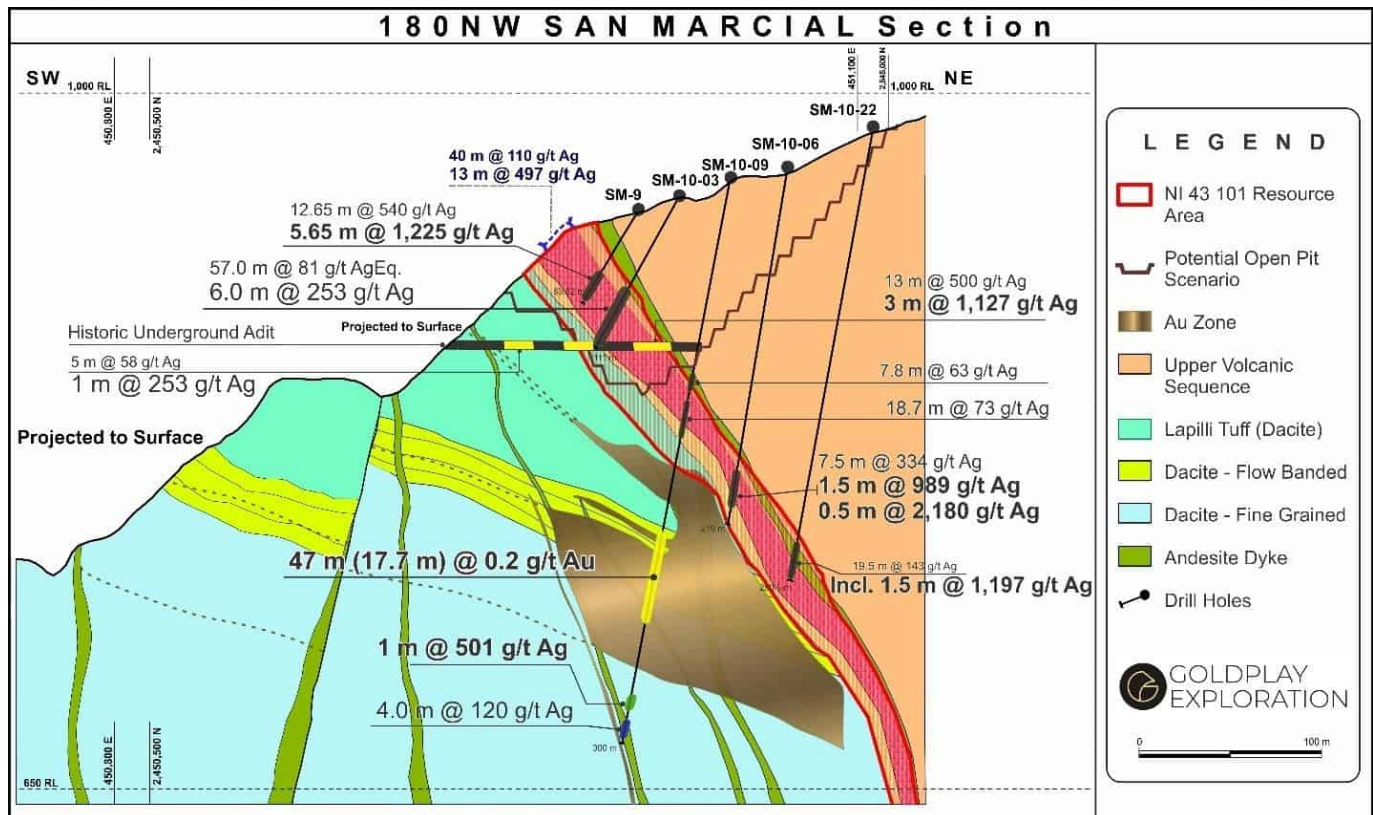 180NW SAN MARCIAL Section
SW
1,000 RL
450,800 E
2,450,500 N
451,100 E
2,545,000 N
1,000 RL
NE
SM-10-22
SM-10-06
SM-10-09
SM-10-03
SM-9
40 m @ 110 g/t Ag
13 m @ 497 g/t Ag
12.65 m @ 540 g/t Ag
5.65 m @ 1,225 g/t Ag
57.0 m @ 81 g/t AgEq.
6.0 m @ 253 g/t Ag
Historic Underground Adit
Projected to Surface
5 m @ 58 g/t Ag
1 m @ 253 g/t Ag
13 m @ 500 g/t Ag
3 m @ 1,127 g/t Ag
7.8 m @ 63 g/t Ag
18.7 m @ 73 g/t Ag
Projected to Surface
7.5 m @ 334 g/t Ag
1.5 m @ 989 g/t Ag
0.5 m @ 2,180 g/t Ag
47 m (17.7 m) @ 0.2 g/t Au
19.5 m @ 143 g/t Ag
Incl. 1.5 m @ 1,197 g/t Ag
1 m @ 501 g/t Ag
4.0 m @ 120 g/t Ag
300 m
450,800 E
2,450,500 N
650 RL
LEGEND
NI 43 101 Resource
Area
Potential Open Pit
Scenario
Au Zone
Upper Volcanic
Sequence
Lapilli Tuff (Dacite)
Dacite - Flow Banded
Dacite - Fine Grained
Andesite Dyke
Drill Holes
GOLDPLAY
EXPLORATION
0 100 m